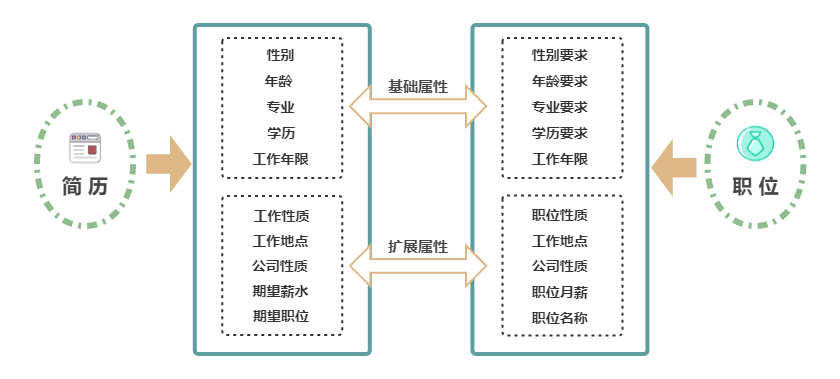 简历
性别
年龄
专业
学历
工作年限
工作性质
工作地点
公司性质
期望薪水
期望职位
基础属性
扩展属性
性别要求
年龄要求
专业要求
学历要求
工作年限
职位性质
工作地点
公司性质
职位月薪
职位名称
职位